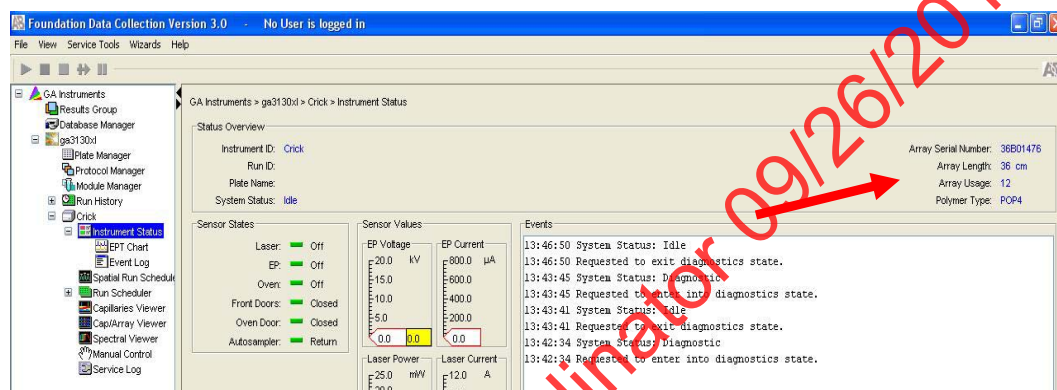 Foundation Data Collection Version 3.0 - No User is logged in
File View Service Tools Wizards Help
GA Instruments
Results Group
Database Manager
ga3130xl
Plate Manager
Protocol Manager
Module Manager
Run History
Crick
Instrument Status
EPT Chart
Event Log
Spatial Run Schedule
Run Scheduler
Capillaries Viewer
Cap/Array Viewer
Spectral Viewer
Manual Control
Service Log
GA Instruments > ga3130xl > Crick > Instrument Status
Status Overview
Instrument ID: Crick
Run ID:
Plate Name:
System Status: Idle
Array Serial Number: 36B01476
Array Length: 36 cm
Array Usage: 12
Polymer Type: POP4
Sensor States
Laser: Off
EP: Off
Oven: Off
Front Doors: Closed
Oven Door: Closed
Autosampler: Return
Sensor Values
EP Voltage
20.0 kV
15.0
10.0
5.0
0.0 0.0
EP Current
800.0 µA
600.0
400.0
200.0
0.0
Laser Power
25.0 mW
20.0
Laser Current
12.0 A
Events
13:46:50 System Status: Idle
13:46:50 Requested to exit diagnostics state.
13:43:45 System Status: Diagnostic
13:43:45 Requested to enter into diagnostics state.
13:43:41 System Status: Idle
13:43:41 Requested to exit diagnostics state.
13:42:34 System Status: Diagnostic
13:42:34 Requested to enter into diagnostics state.
09/26/201